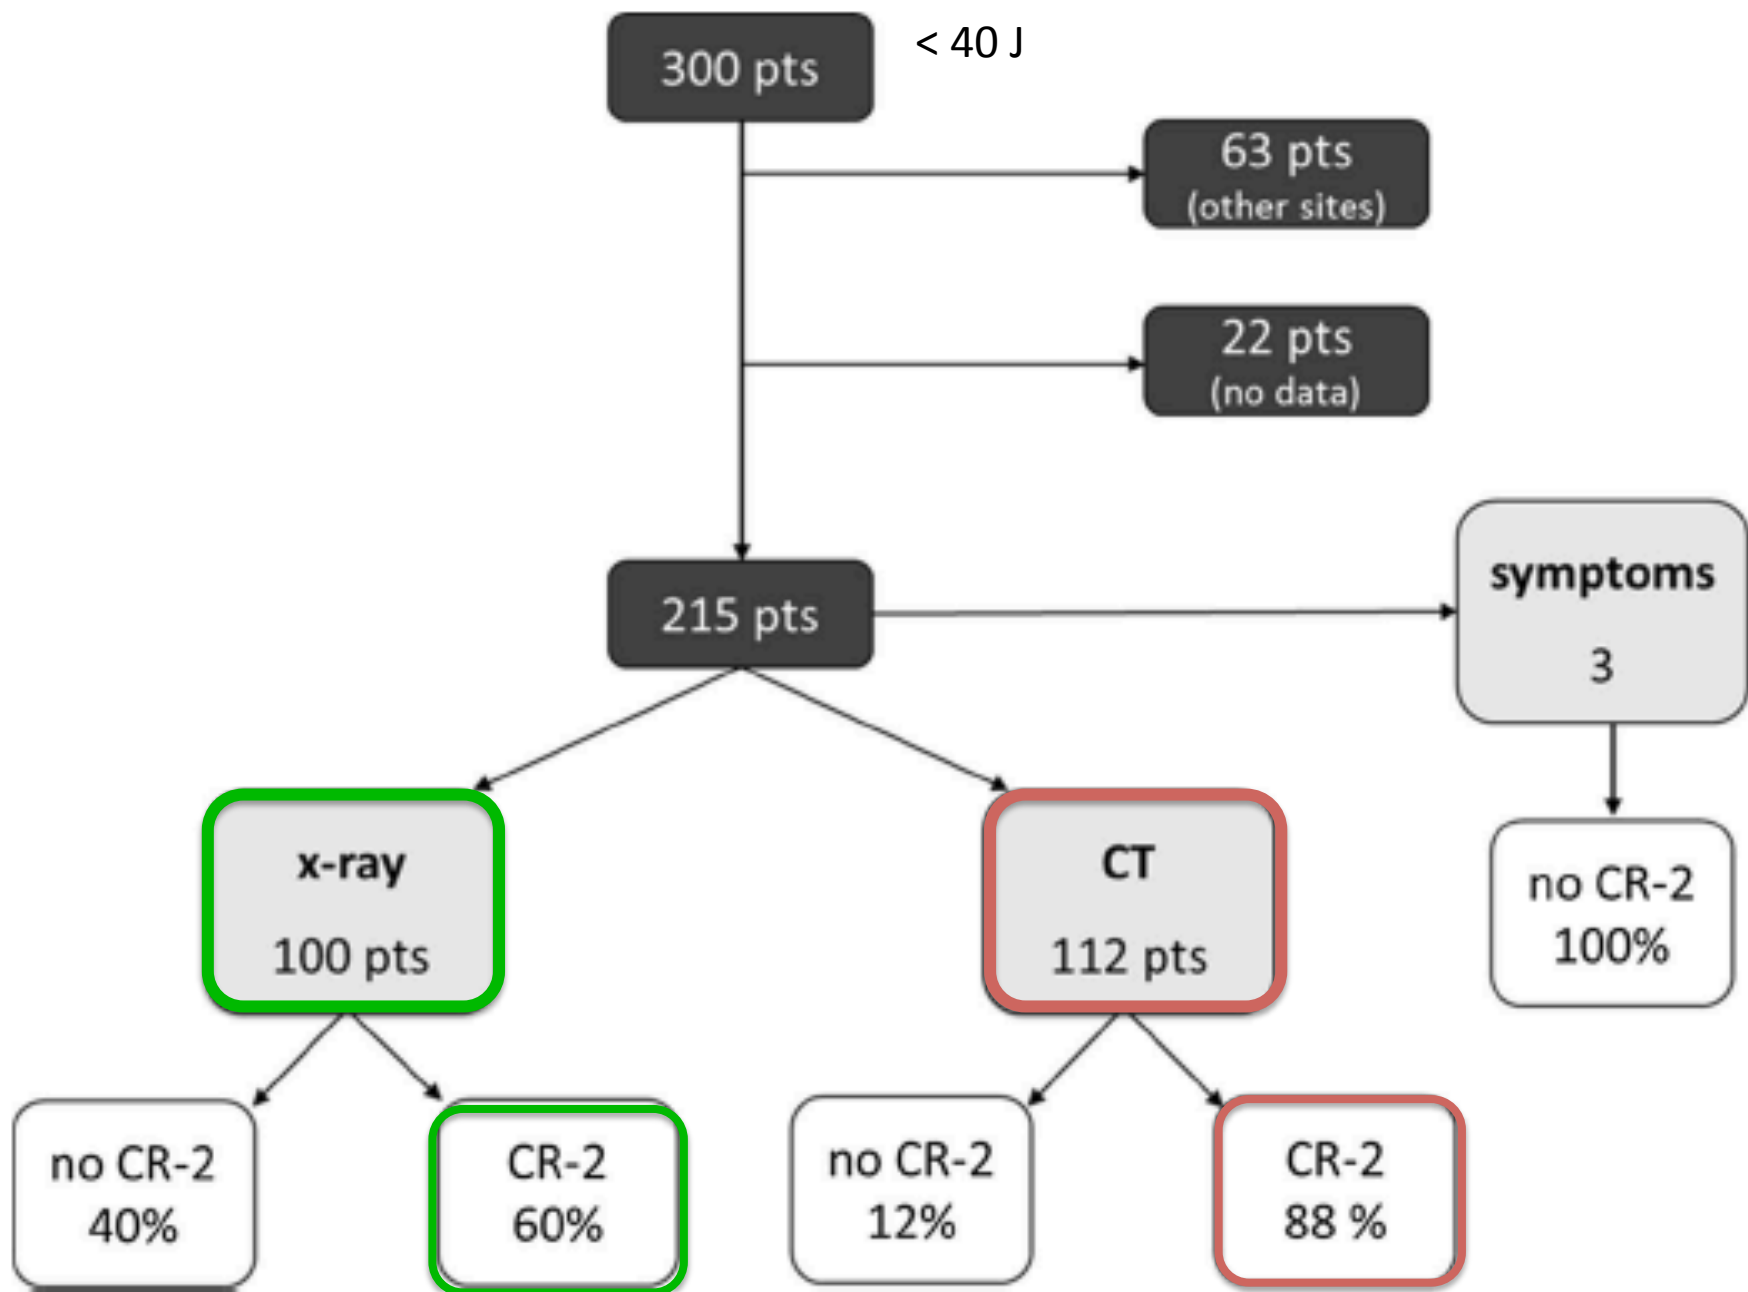 300 pts
< 40 J
63 pts
(other sites)
22 pts
(no data)
215 pts
symptoms
3
x-ray
100 pts
CT
112 pts
no CR-2
100%
no CR-2
40%
CR-2
60%
no CR-2
12%
CR-2
88 %